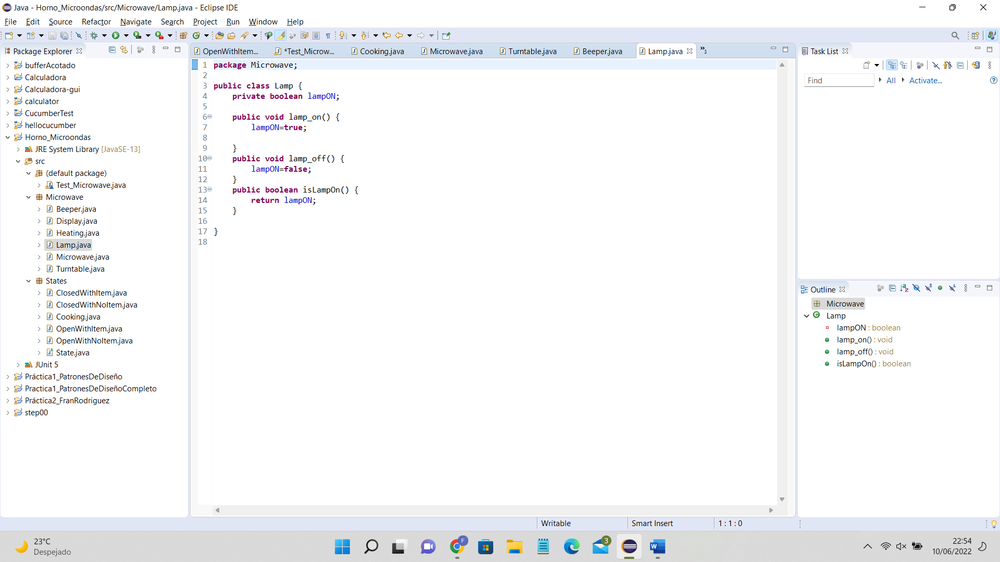 Java - Horno_Microondas/src/Microwave/Lamp.java - Eclipse IDE
File Edit Source Refactor Navigate Search Project Run Window Help
Package Explorer
bufferAcotado
Calculadora
Calculadora-gui
calculator
CucumberTest
hellocucumber
Horno_Microondas
JRE System Library [JavaSE-13]
src
(default package)
Test_Microwave.java
Microwave
Beeper.java
Display.java
Heating.java
Lamp.java
Microwave.java
Turntable.java
States
ClosedWithItem.java
ClosedWithNoItem.java
Cooking.java
OpenWithItem.java
OpenWithNoItem.java
State.java
JUnit 5
Práctica1_PatronesDeDiseño
Practica1_PatronesDeDiseñoCompleto
Práctica2_FranRodriguez
step00
OpenWithItem... *Test_Microw... Cooking.java Microwave.java Turntable.java Beeper.java Lamp.java »3
1 package Microwave;
2
3 public class Lamp {
4 private boolean lampON;
5
6 public void lamp_on() {
7 lampON=true;
8
9 }
10 public void lamp_off() {
11 lampON=false;
12 }
13 public boolean isLampOn() {
14 return lampON;
15 }
16
17 }
18
Task List
Find All Activate...
Outline
Microwave
Lamp
lampON : boolean
lamp_on() : void
lamp_off() : void
isLampOn() : boolean
Writable Smart Insert 1 : 1 : 0
23°C
Despejado
F
3
W
22:54
10/06/2022